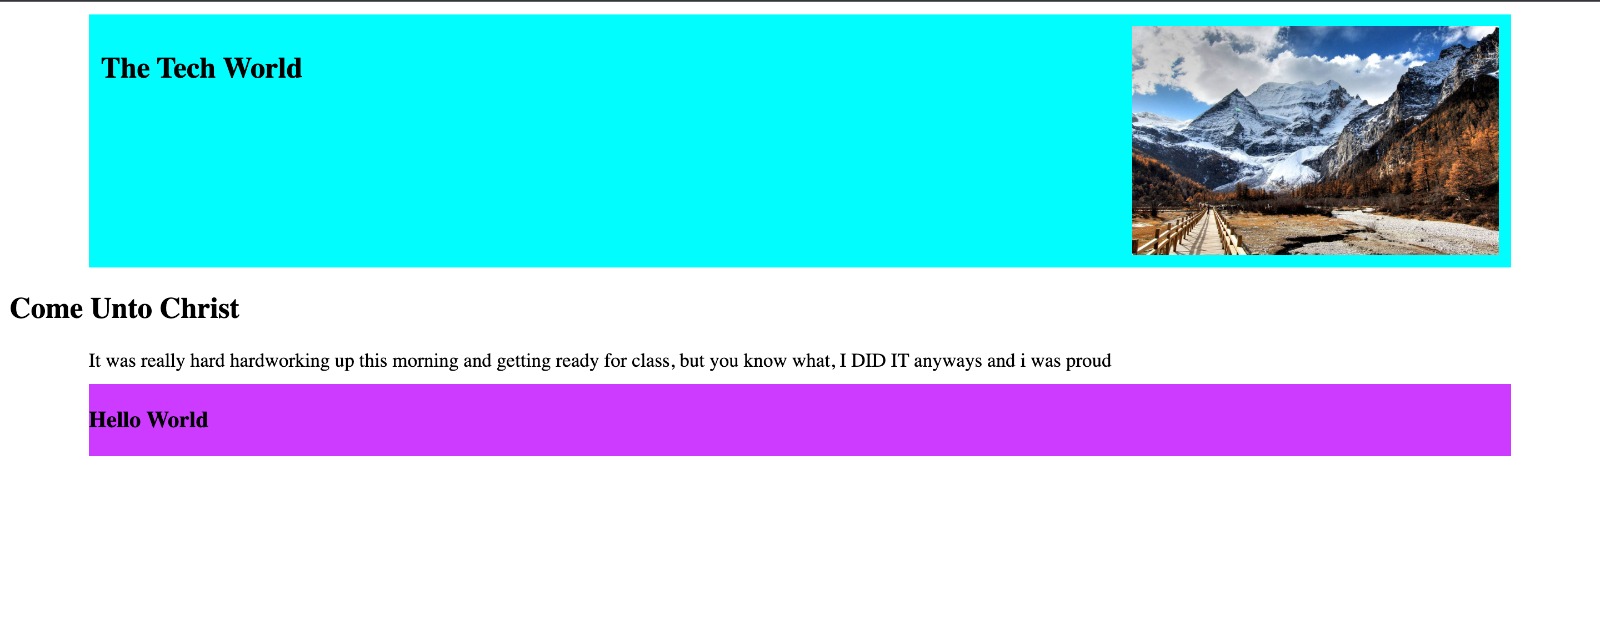 The Tech World
Come Unto Christ
It was really hard hardworking up this morning and getting ready for class, but you know what, I DID IT anyways and i was proud
Hello World